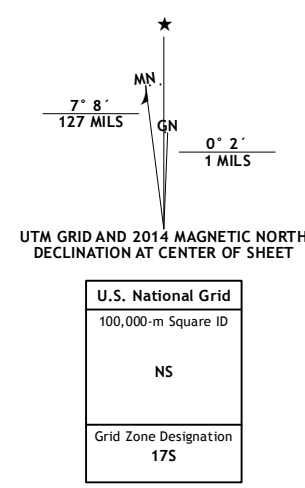 ★
MN
7° 8´
127 MILS
GN
0° 2´
1 MILS
UTM GRID AND 2014 MAGNETIC NORTH
DECLINATION AT CENTER OF SHEET
U.S. National Grid
100,000-m Square ID
NS
Grid Zone Designation
17S